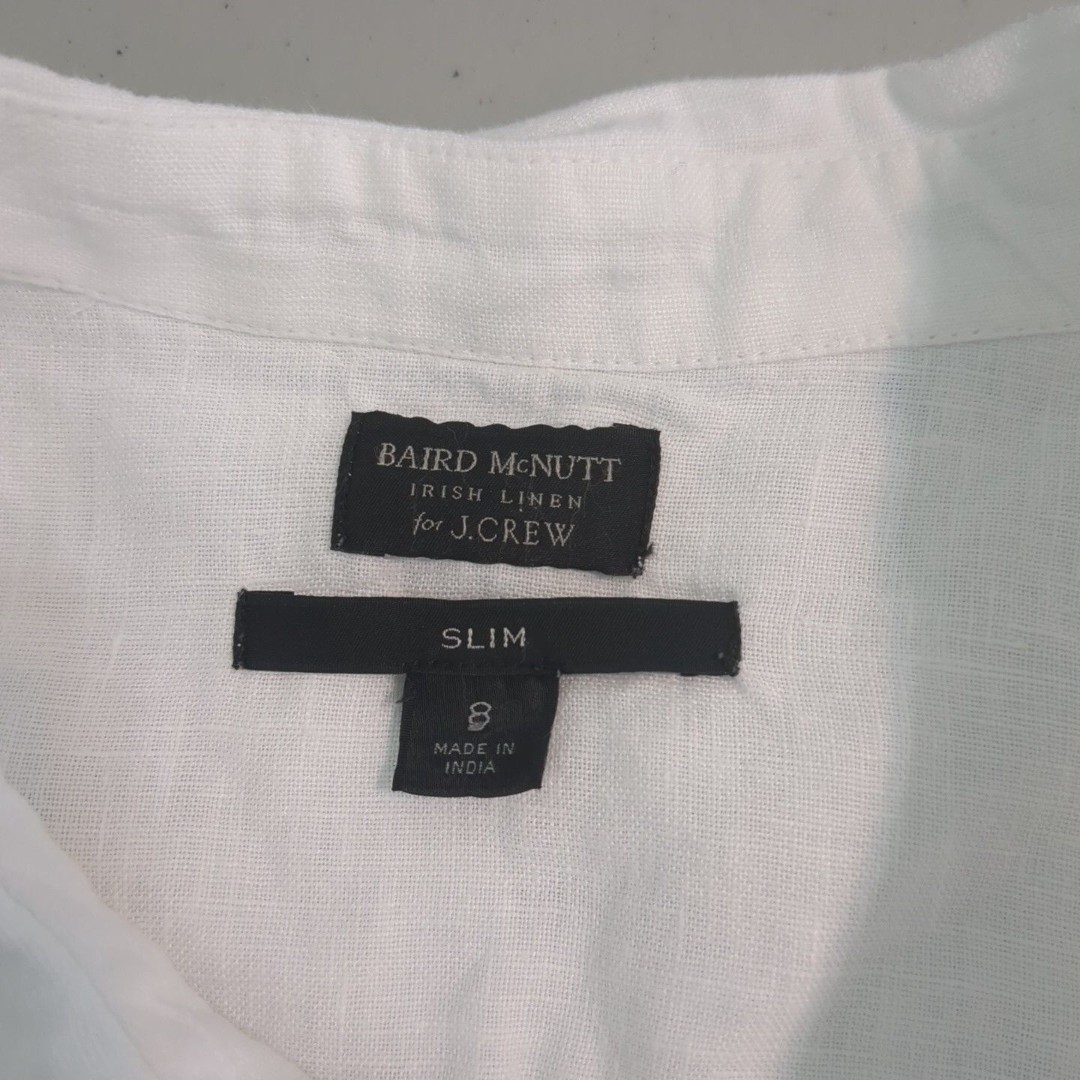 BAIRD McNUTT
IRISH LINEN
for J.CREW
SLIM
8
MADE IN
INDIA